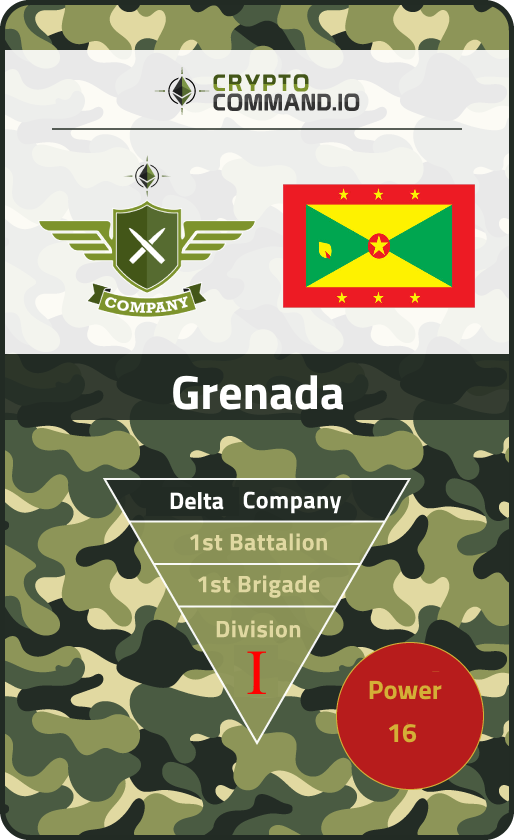 CRYPTO
COMMAND.IO
COMPANY
Grenada
Delta Company
1st Battalion
1st Brigade
Division
I
Power
16